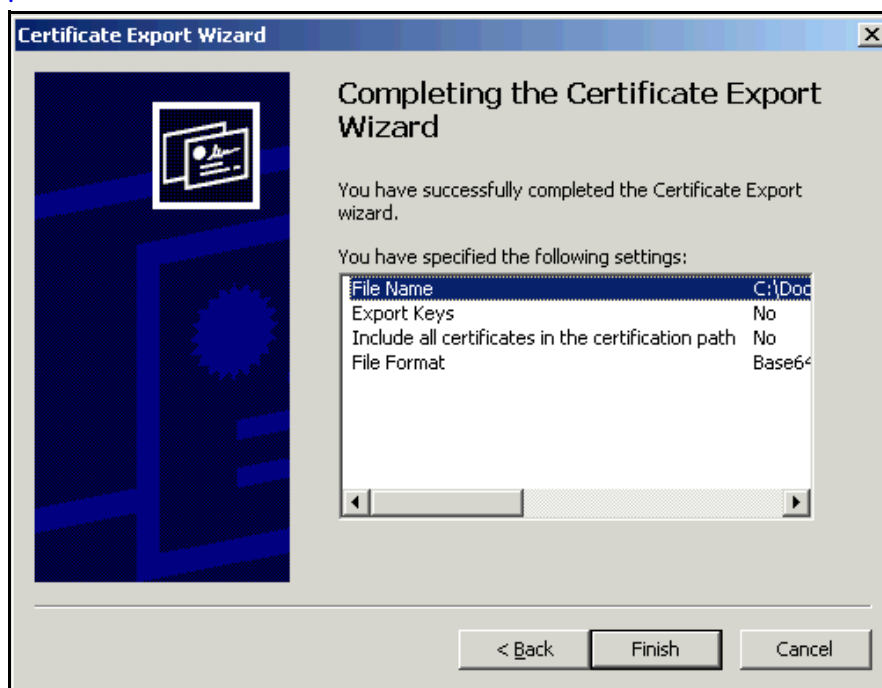 Certificate Export Wizard
Completing the Certificate Export
Wizard
You have successfully completed the Certificate Export
wizard.
You have specified the following settings:
File Name C:\Doc
Export Keys No
Include all certificates in the certification path No
File Format Base64
< Back Finish Cancel